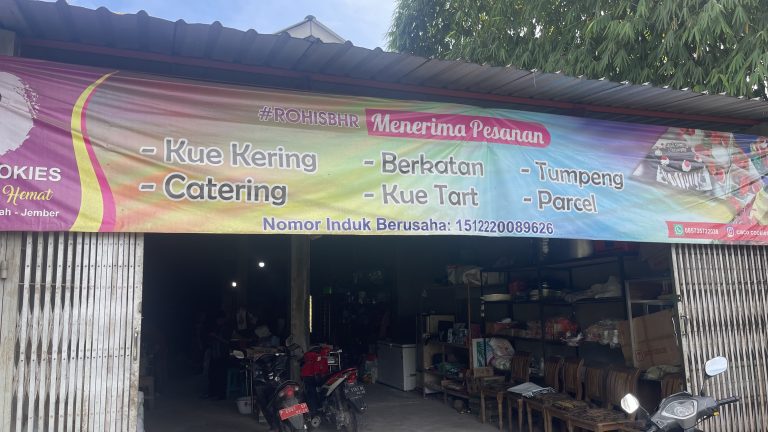 #ROHISBHR
Menerima Pesanan
- Kue Kering
- Berkatan
- Tumpeng
- Catering
- Kue Tart
- Parcel
Nomor Induk Berusaha: 1512220089626
OKIES
Hemat
ah - Jember